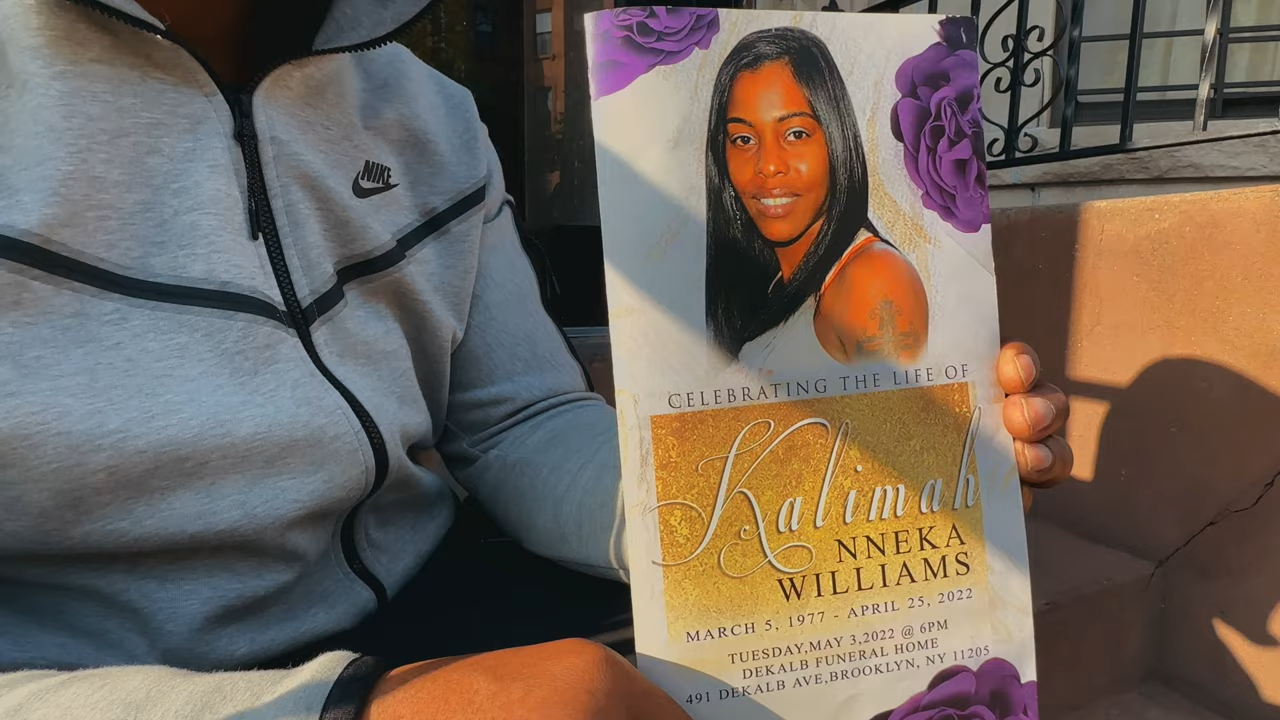 NIKE
CELEBRATING THE LIFE OF
Kalimah
NNEKA
WILLIAMS
MARCH 5, 1977 - APRIL 25, 2022
TUESDAY,MAY 3,2022 @ 6PM
DEKALB FUNERAL HOME
491 DEKALB AVE,BROOKLYN, NY 11205